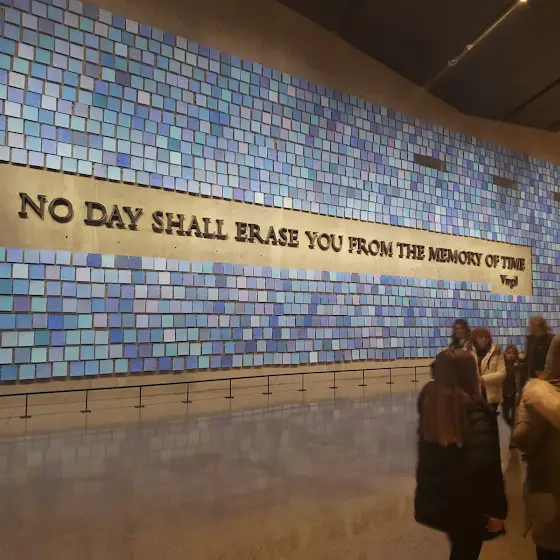 NO DAY SHALL ERASE YOU FROM THE MEMORY OF TIME
Virgil